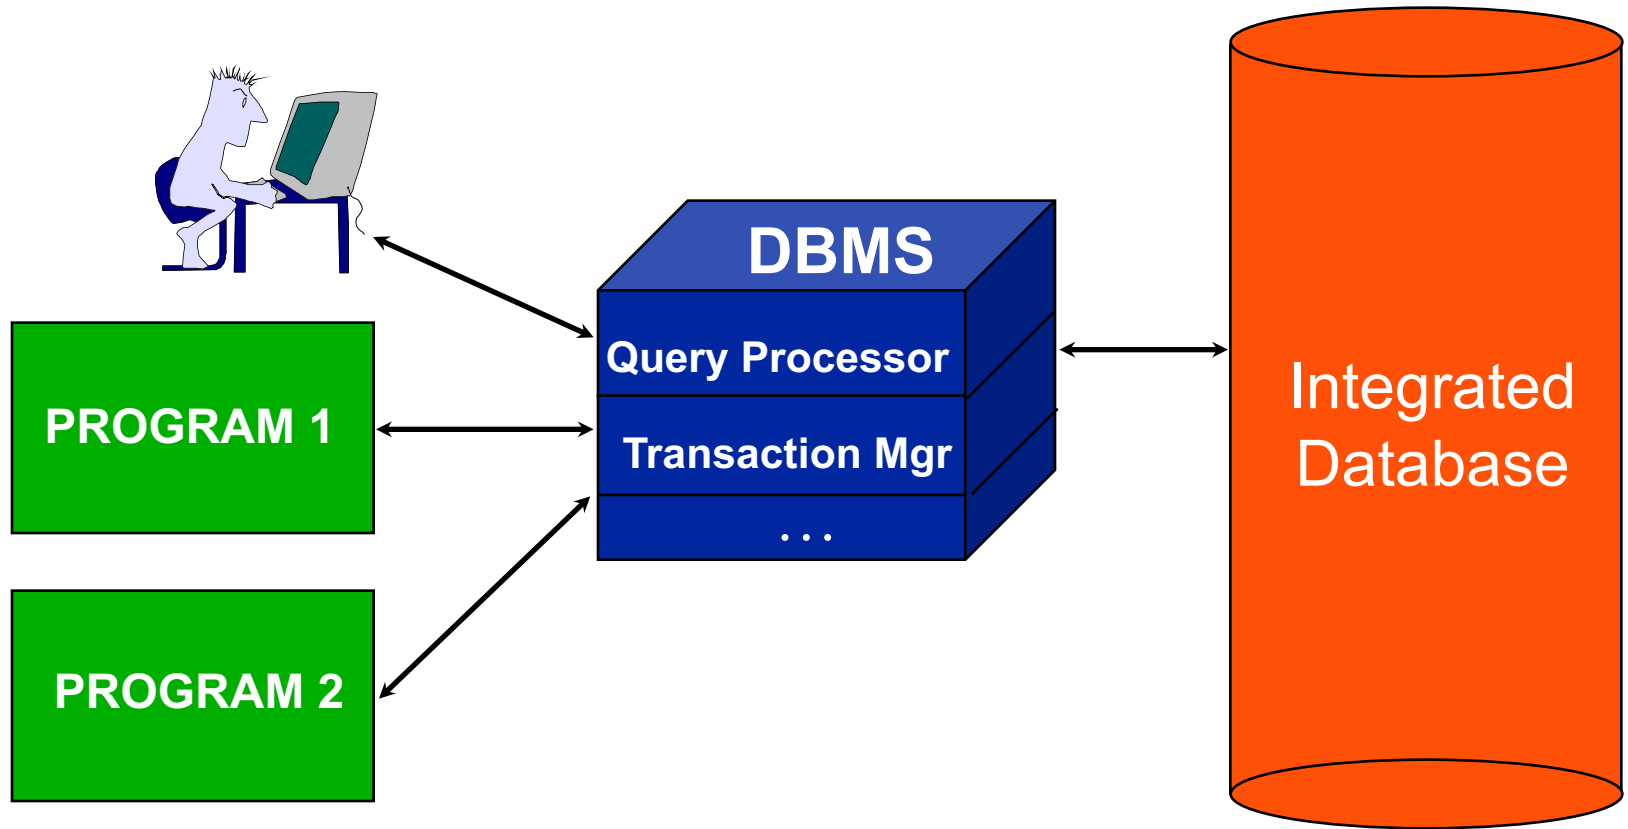 DBMS
Query Processor
Transaction Mgr
. . .
PROGRAM 1
PROGRAM 2
Integrated
Database